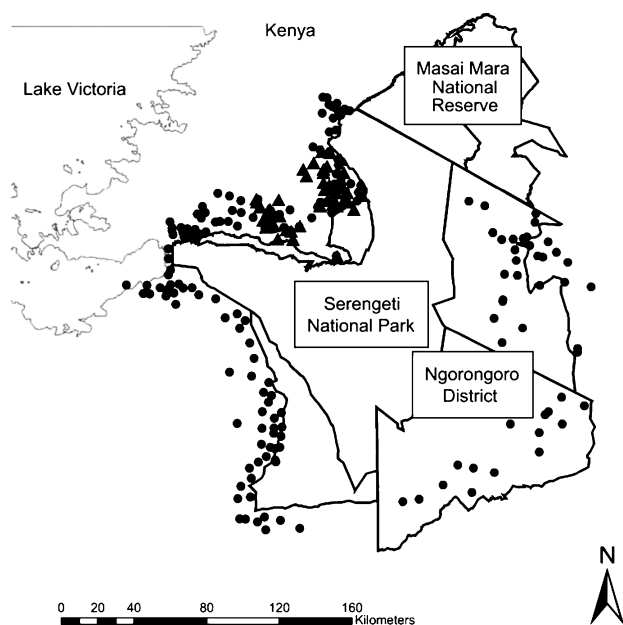 Kenya
Lake Victoria
Masai Mara
National
Reserve
Serengeti
National Park
Ngorongoro
District
N
0 20 40 80 120 160
Kilometers